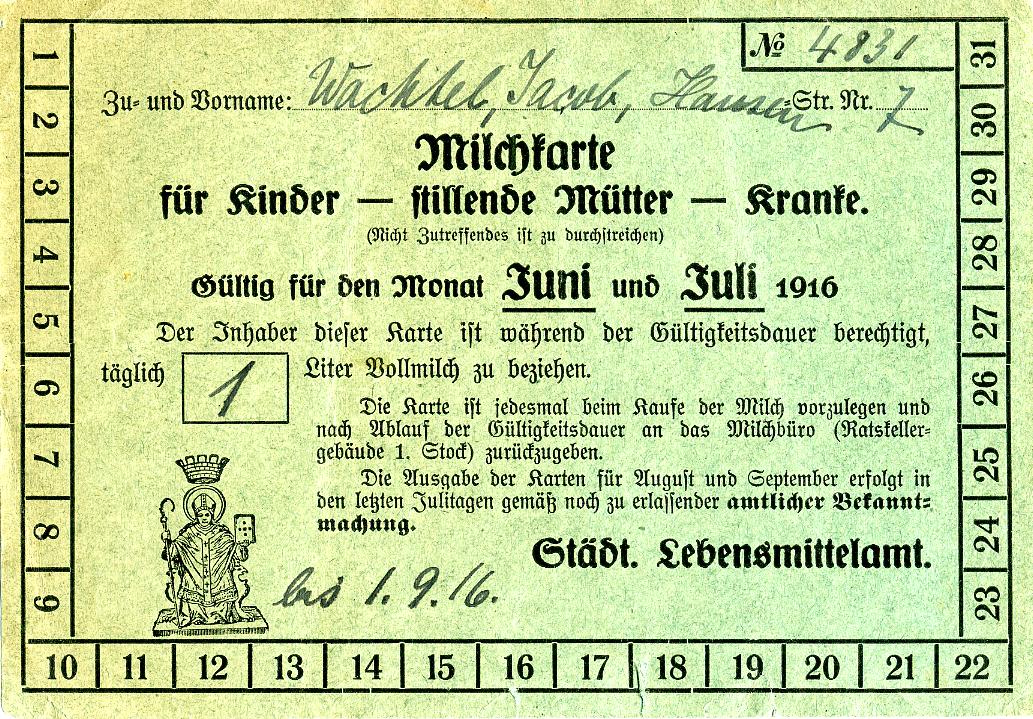 № 4831
Zu- und Vorname: Wachtel, Jacob, Hansen -Str. Nr. 7
Milchkarte
für Kinder — stillende Mütter — Kranke.
(Nicht Zutreffendes ist zu durchstreichen)
Gültig für den Monat Juni und Juli 1916
Der Inhaber dieser Karte ist während der Gültigkeitsdauer berechtigt,
täglich 1 Liter Vollmilch zu beziehen.
Die Karte ist jedesmal beim Kaufe der Milch vorzulegen und
nach Ablauf der Gültigkeitsdauer an das Milchbüro (Ratskeller-
gebäude 1. Stock) zurückzugeben.
Die Ausgabe der Karten für August und September erfolgt in
den letzten Julitagen gemäß noch zu erlassender amtlicher Bekannt-
machung.
Städt. Lebensmittelamt.
bis 1.9.16.
1
2
3
4
5
6
7
8
9
10 11 12 13 14 15 16 17 18 19 20 21 22
23
24
25
26
27
28
29
30
31